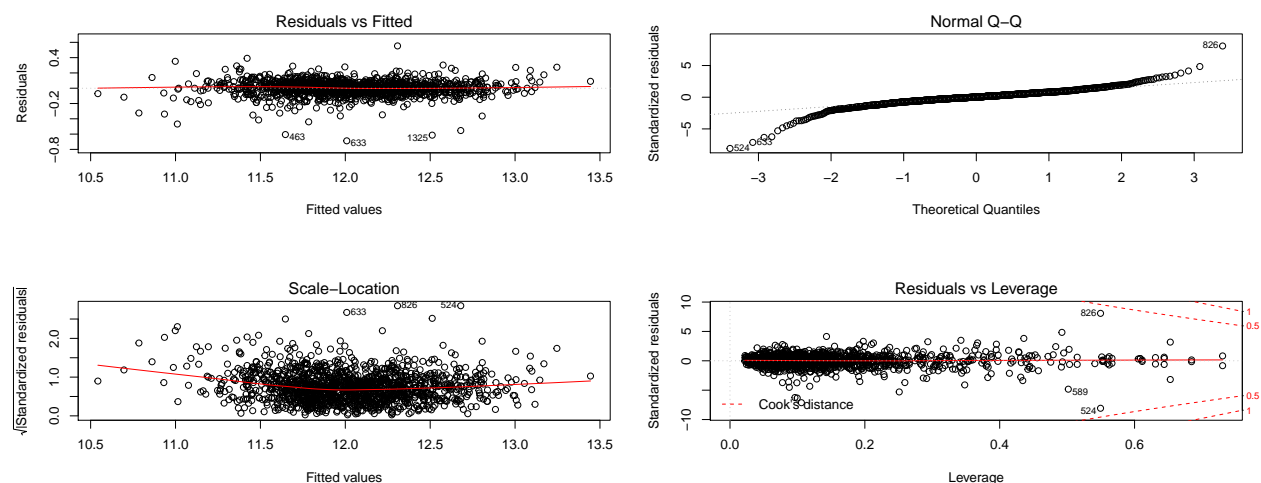 Residuals vs Fitted
Residuals
0.4
−0.2
−0.8
463
633
1325
10.5 11.0 11.5 12.0 12.5 13.0 13.5
Fitted values
Normal Q−Q
Standardized residuals
5
0
−5
826
524
633
−3 −2 −1 0 1 2 3
Theoretical Quantiles
Scale−Location
√|Standardized residuals|
2.0
1.0
0.0
633
826
524
10.5 11.0 11.5 12.0 12.5 13.0 13.5
Fitted values
Residuals vs Leverage
Standardized residuals
10
5
0
−5
−10
826
589
524
1
0.5
0.5
1
Cook's distance
0.0 0.2 0.4 0.6
Leverage